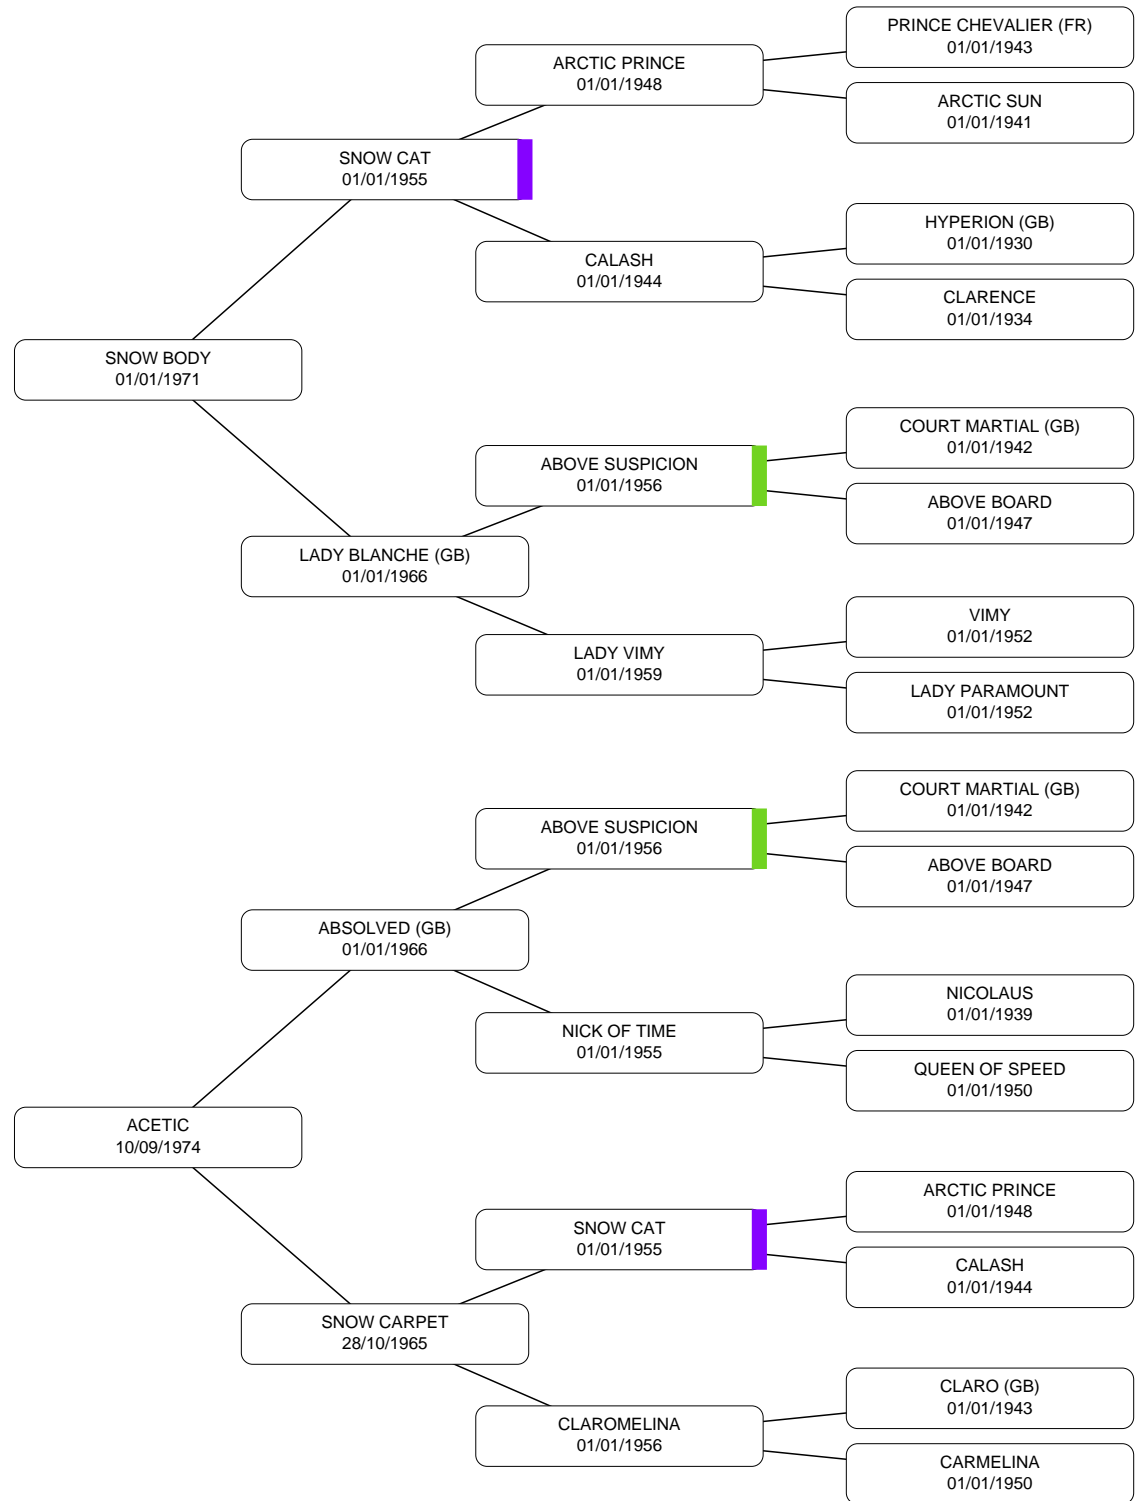 PRINCE CHEVALIER (FR)
01/01/1943
ARCTIC PRINCE
01/01/1948
ARCTIC SUN
01/01/1941
SNOW CAT
01/01/1955
HYPERION (GB)
01/01/1930
CALASH
01/01/1944
CLARENCE
01/01/1934
SNOW BODY
01/01/1971
COURT MARTIAL (GB)
01/01/1942
ABOVE SUSPICION
01/01/1956
ABOVE BOARD
01/01/1947
LADY BLANCHE (GB)
01/01/1966
VIMY
01/01/1952
LADY VIMY
01/01/1959
LADY PARAMOUNT
01/01/1952
COURT MARTIAL (GB)
01/01/1942
ABOVE SUSPICION
01/01/1956
ABOVE BOARD
01/01/1947
ABSOLVED (GB)
01/01/1966
NICOLAUS
01/01/1939
NICK OF TIME
01/01/1955
QUEEN OF SPEED
01/01/1950
ACETIC
10/09/1974
ARCTIC PRINCE
01/01/1948
SNOW CAT
01/01/1955
CALASH
01/01/1944
SNOW CARPET
28/10/1965
CLARO (GB)
01/01/1943
CLAROMELINA
01/01/1956
CARMELINA
01/01/1950